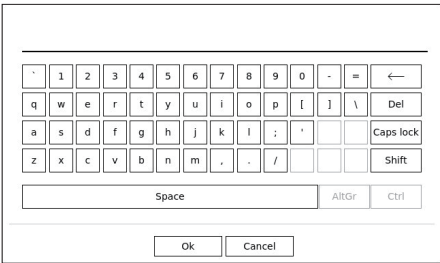 ` 1 2 3 4 5 6 7 8 9 0 - = ←
q w e r t y u i o p [ ] \ Del
a s d f g h j k l ; ' Caps lock
z x c v b n m , . / Shift
Space AltGr Ctrl
Ok Cancel